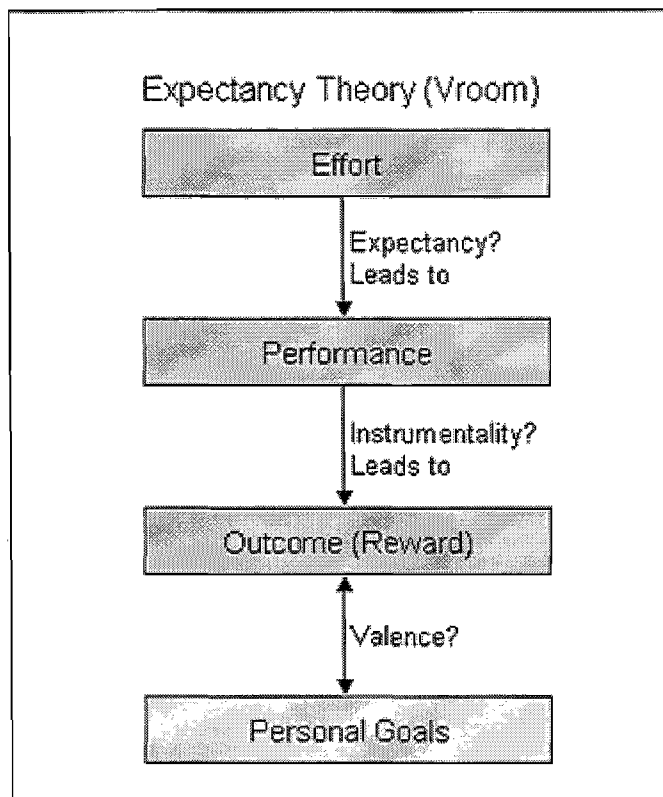 Expectancy Theory (Vroom)
Effort
Expectancy?
Leads to
Performance
Instrumentality?
Leads to
Outcome (Reward)
Valence?
Personal Goals